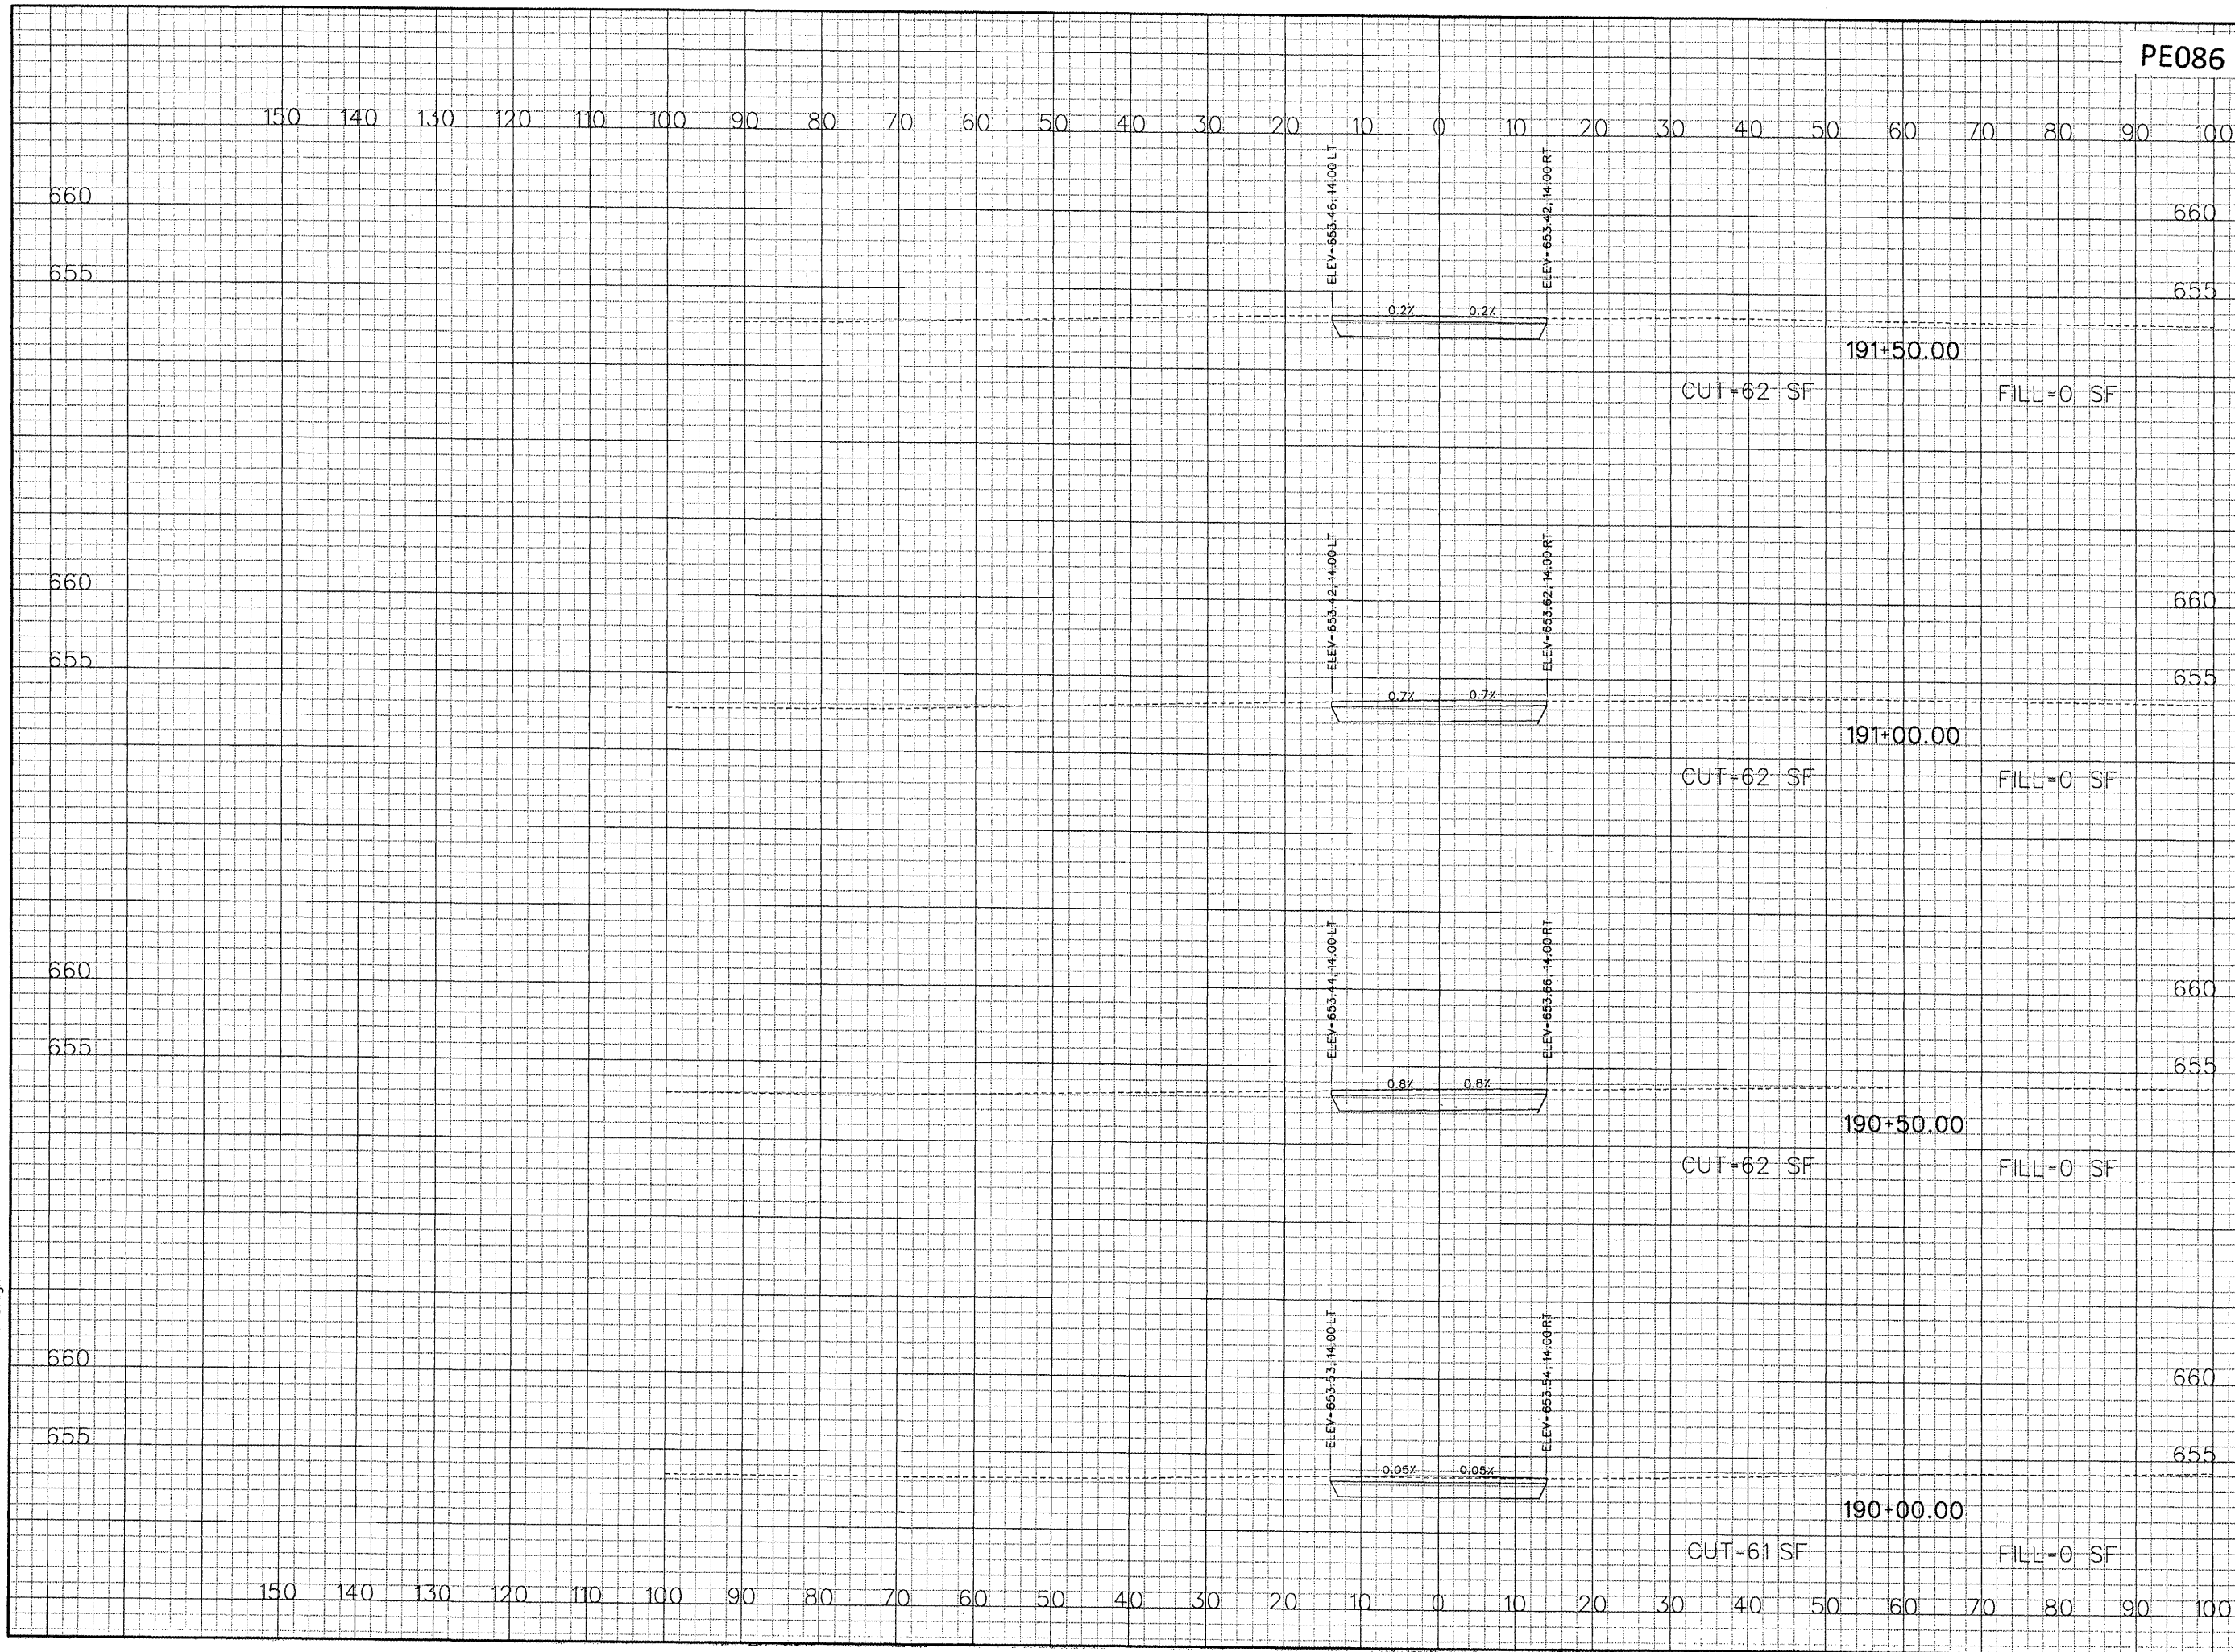 PE086
150 140 130 120 110 100 90 80 70 60 50 40 30 20 10 0 10 20 30 40 50 60 70 80 90 100
ELEV=653.46, 14.00 LT
ELEV=653.42, 14.00 RT
660 660
655 655
0.2% 0.2%
191+50.00
CUT=62 SF FILL=0 SF
ELEV=653.42, 14.00 LT
ELEV=653.62, 14.00 RT
660 660
655 655
0.7% 0.7%
191+00.00
CUT=62 SF FILL=0 SF
ELEV=653.44, 14.00 LT
ELEV=653.66, 14.00 RT
660 660
655 655
0.8% 0.8%
190+50.00
CUT=62 SF FILL=0 SF
ELEV=653.53, 14.00 LT
ELEV=653.54, 14.00 RT
660 660
655 655
0.05% 0.05%
190+00.00
CUT=61 SF FILL=0 SF
150 140 130 120 110 100 90 80 70 60 50 40 30 20 10 0 10 20 30 40 50 60 70 80 90 100